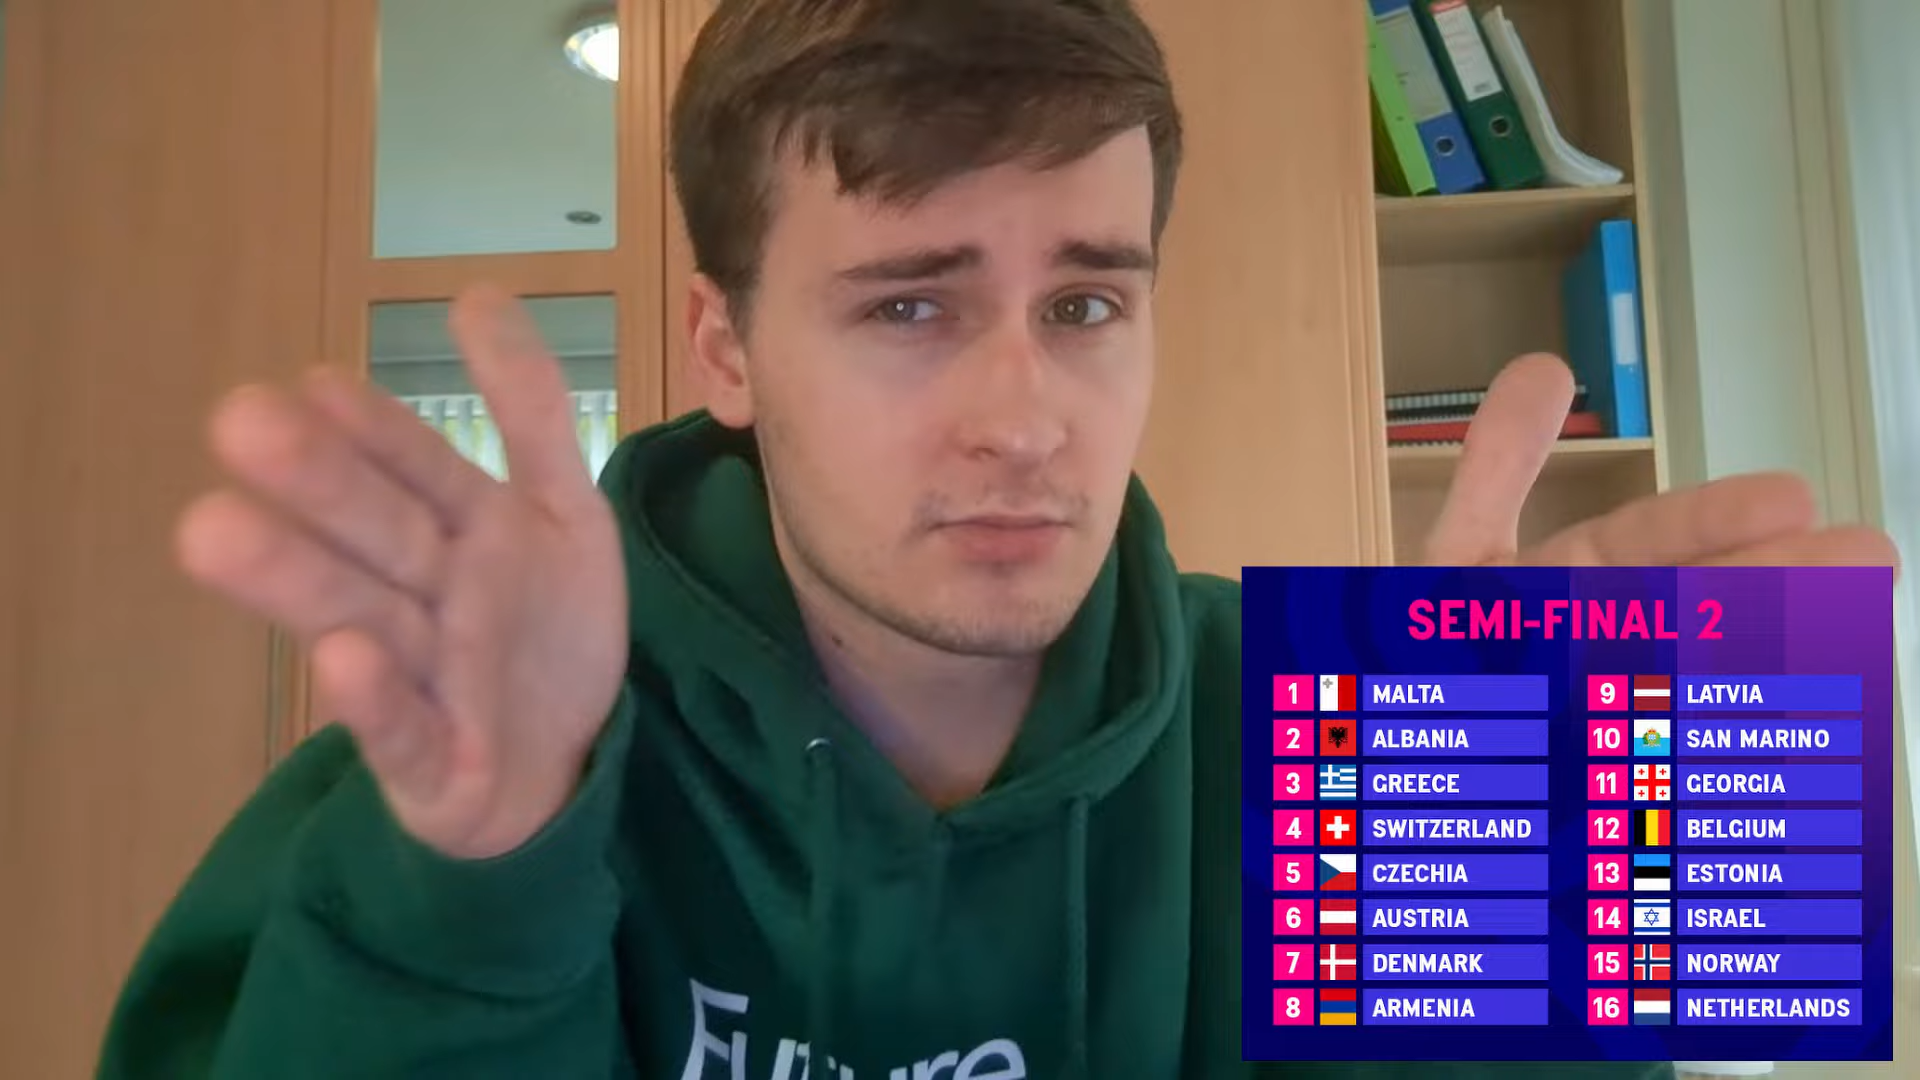 SEMI-FINAL 2
1 MALTA
2 ALBANIA
3 GREECE
4 SWITZERLAND
5 CZECHIA
6 AUSTRIA
7 DENMARK
8 ARMENIA
9 LATVIA
10 SAN MARINO
11 GEORGIA
12 BELGIUM
13 ESTONIA
14 ISRAEL
15 NORWAY
16 NETHERLANDS
Future